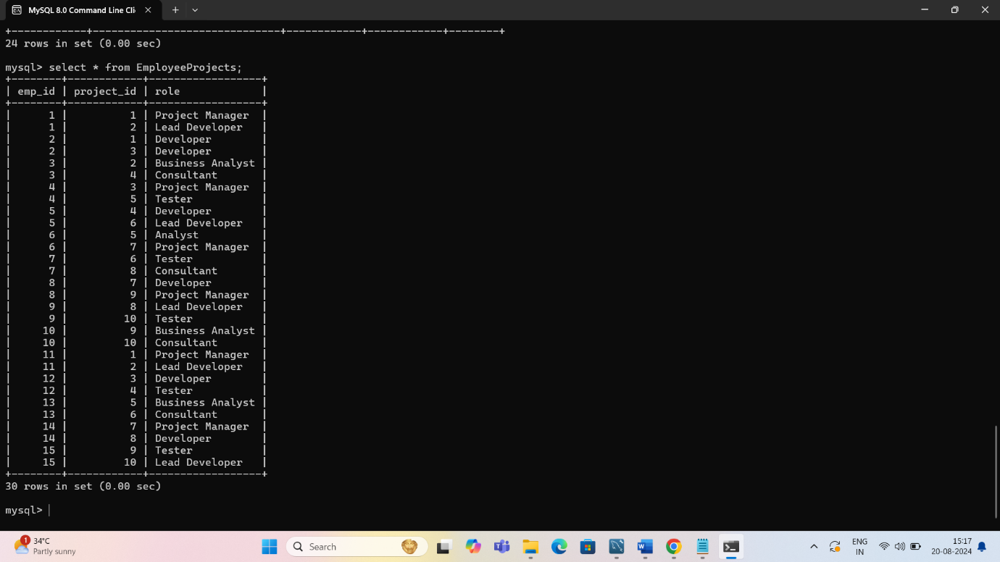 MySQL 8.0 Command Line Cli
+------------+------------------------------+------------+------------+--------+
24 rows in set (0.00 sec)
mysql> select * from EmployeeProjects;
+--------+------------+------------------+
| emp_id | project_id | role             |
+--------+------------+------------------+
|      1 |          1 | Project Manager  |
|      1 |          2 | Lead Developer   |
|      2 |          1 | Developer        |
|      2 |          3 | Developer        |
|      3 |          2 | Business Analyst |
|      3 |          4 | Consultant       |
|      4 |          3 | Project Manager  |
|      4 |          5 | Tester           |
|      5 |          4 | Developer        |
|      5 |          6 | Lead Developer   |
|      6 |          5 | Analyst          |
|      6 |          7 | Project Manager  |
|      7 |          6 | Tester           |
|      7 |          8 | Consultant       |
|      8 |          7 | Developer        |
|      8 |          9 | Project Manager  |
|      9 |          8 | Lead Developer   |
|      9 |         10 | Tester           |
|     10 |          9 | Business Analyst |
|     10 |         10 | Consultant       |
|     11 |          1 | Project Manager  |
|     11 |          2 | Lead Developer   |
|     12 |          3 | Developer        |
|     12 |          4 | Tester           |
|     13 |          5 | Business Analyst |
|     13 |          6 | Consultant       |
|     14 |          7 | Project Manager  |
|     14 |          8 | Developer        |
|     15 |          9 | Tester           |
|     15 |         10 | Lead Developer   |
+--------+------------+------------------+
30 rows in set (0.00 sec)
mysql>
1
34°C
Partly sunny
Search
ENG
IN
15:17
20-08-2024